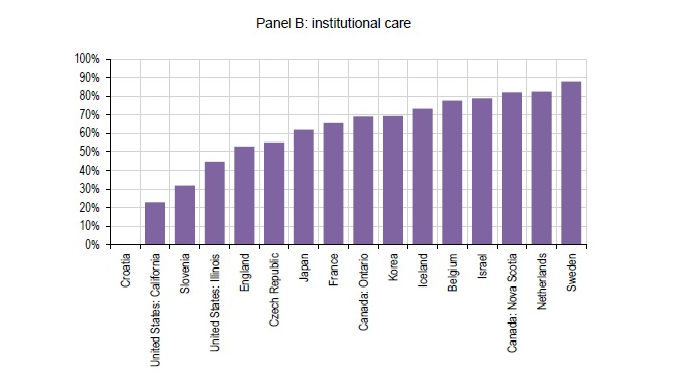 Panel B: institutional care
100%
90%
80%
70%
60%
50%
40%
30%
20%
10%
0%
Croatia
United States: California
Slovenia
United States: Illinois
England
Czech Republic
Japan
France
Canada: Ontario
Korea
Iceland
Belgium
Israel
Canada: Nova Scotia
Netherlands
Sweden